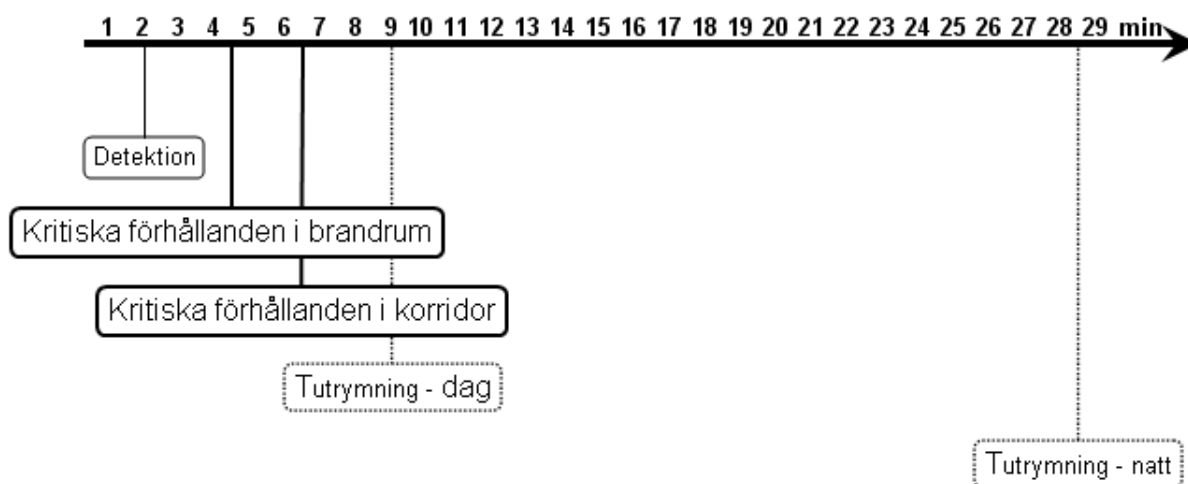 1 2 3 4 5 6 7 8 9 10 11 12 13 14 15 16 17 18 19 20 21 22 23 24 25 26 27 28 29 min
Detektion
Kritiska förhållanden i brandrum
Kritiska förhållanden i korridor
Tutrymning - dag
Tutrymning - natt